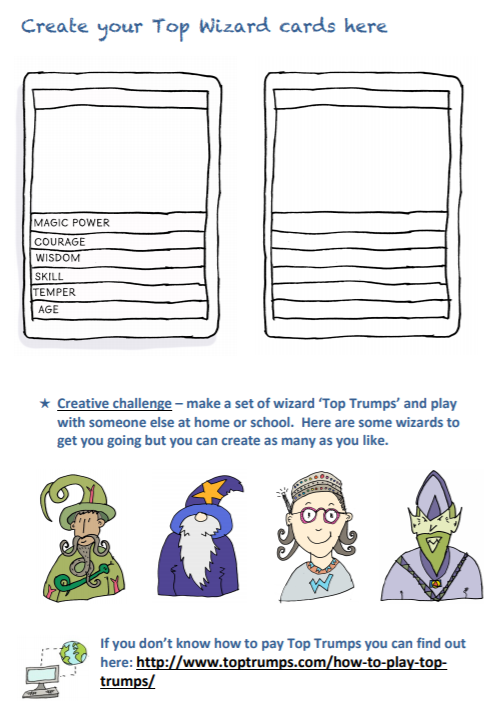 Create your Top Wizard cards here
MAGIC POWER
COURAGE
WISDOM
SKILL
TEMPER
AGE
★ Creative challenge – make a set of wizard ‘Top Trumps’ and play
with someone else at home or school. Here are some wizards to
get you going but you can create as many as you like.
W
If you don’t know how to pay Top Trumps you can find out
here: http://www.toptrumps.com/how-to-play-top-
trumps/